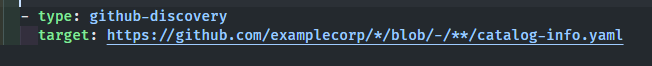 - type: github-discovery
target: https://github.com/examplecorp/*/blob/-/**/catalog-info.yaml